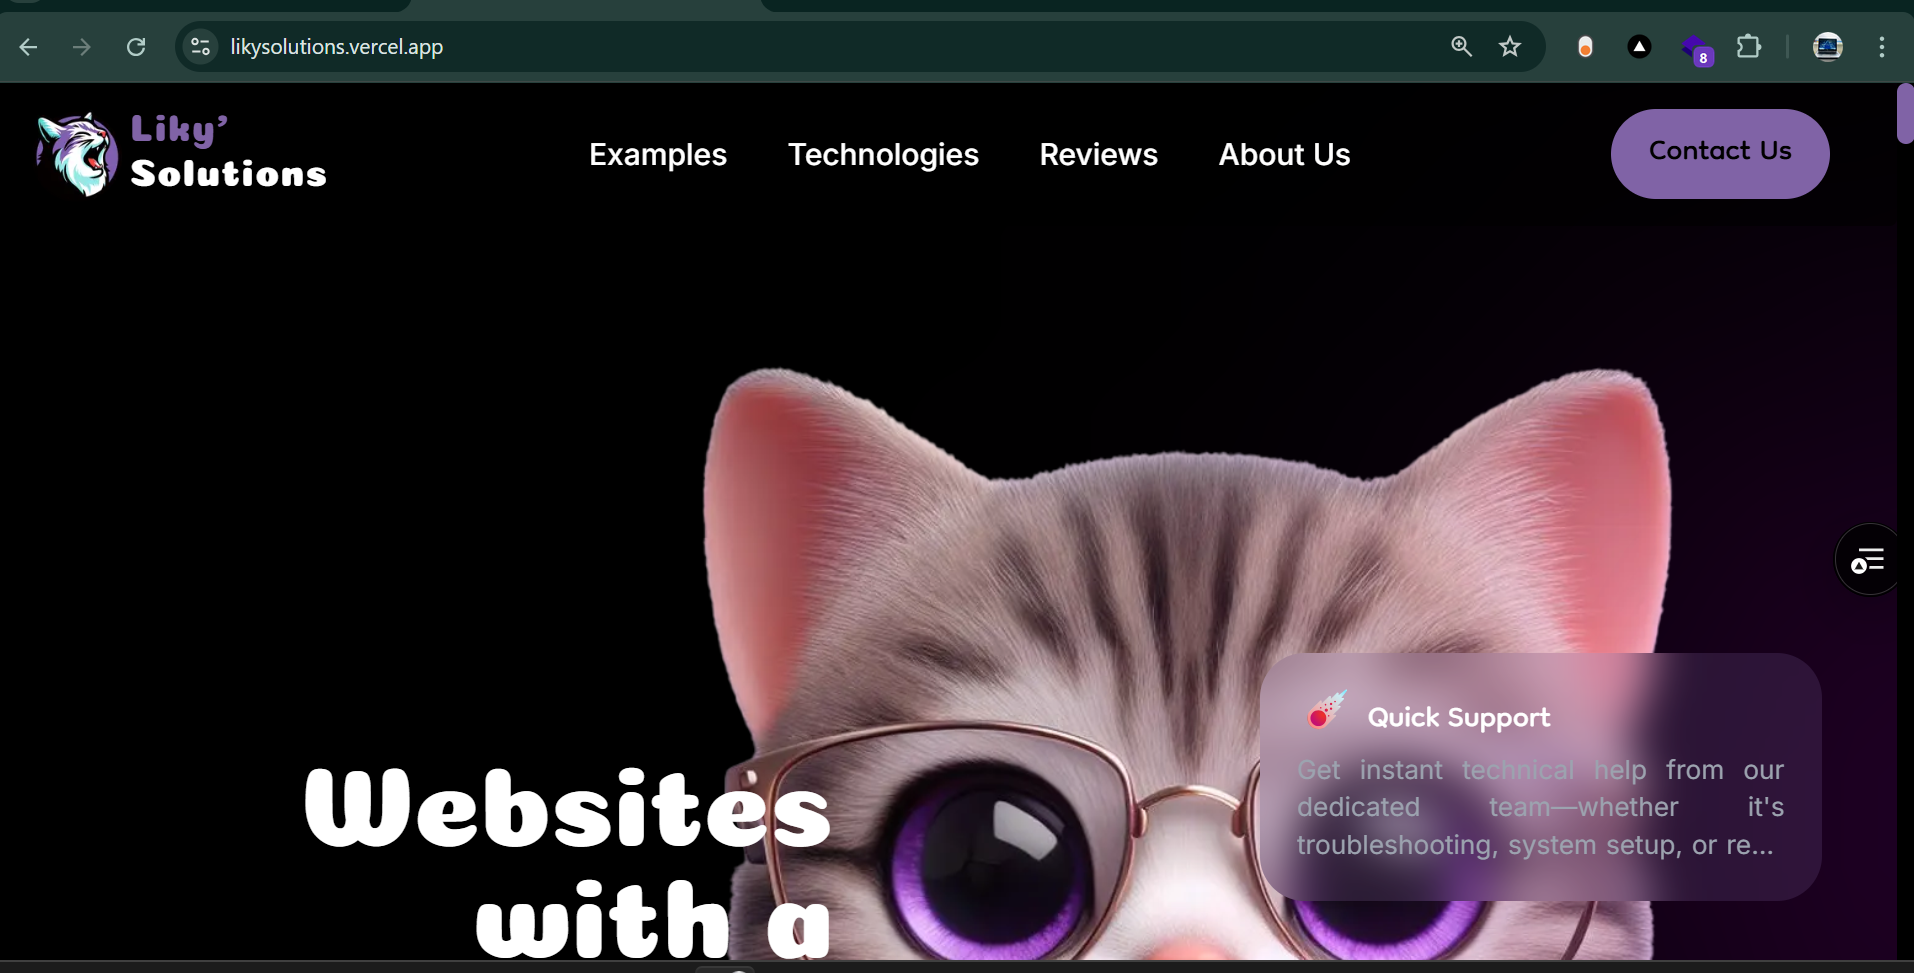 likysolutions.vercel.app
8
Liky’
Solutions
Examples
Technologies
Reviews
About Us
Contact Us
Quick Support
Get instant technical help from our
dedicated team—whether it's
troubleshooting, system setup, or re...
Websites
with a